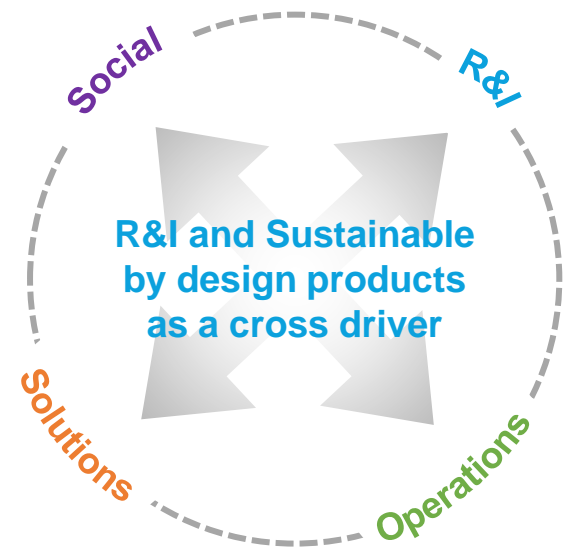 Social
R&I
R&I and Sustainable
by design products
as a cross driver
Solutions
Operations